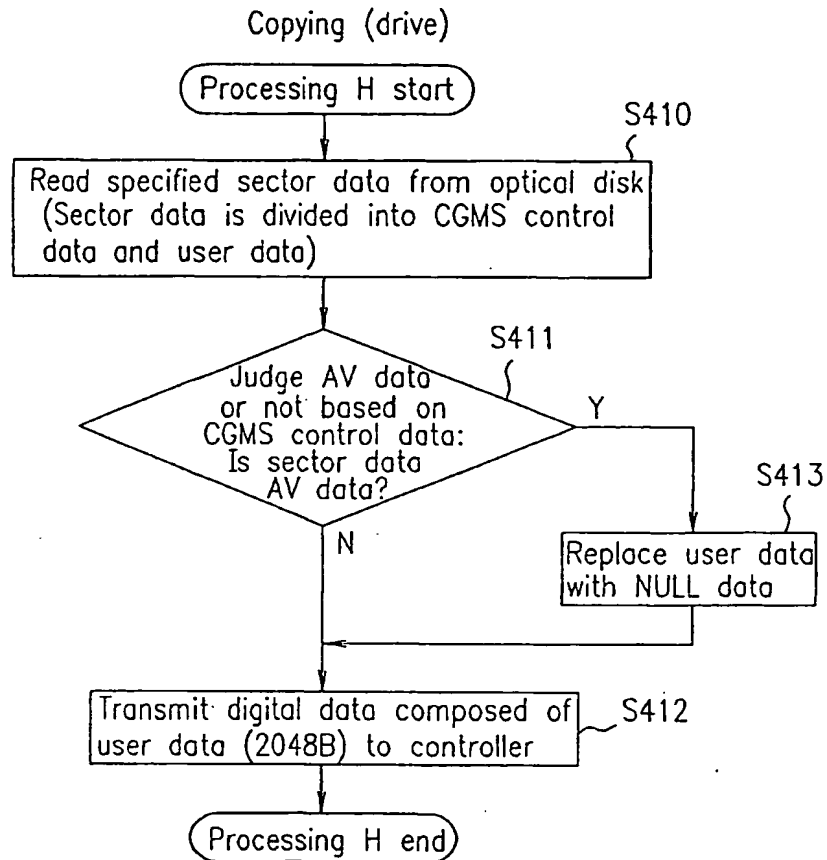 Copying (drive)
Processing H start
S410
Read specified sector data from optical disk
(Sector data is divided into CGMS control
data and user data)
S411
Judge AV data
or not based on
CGMS control data:
Is sector data
AV data?
Y
N
S413
Replace user data
with NULL data
Transmit digital data composed of
user data (2048B) to controller
S412
Processing H end